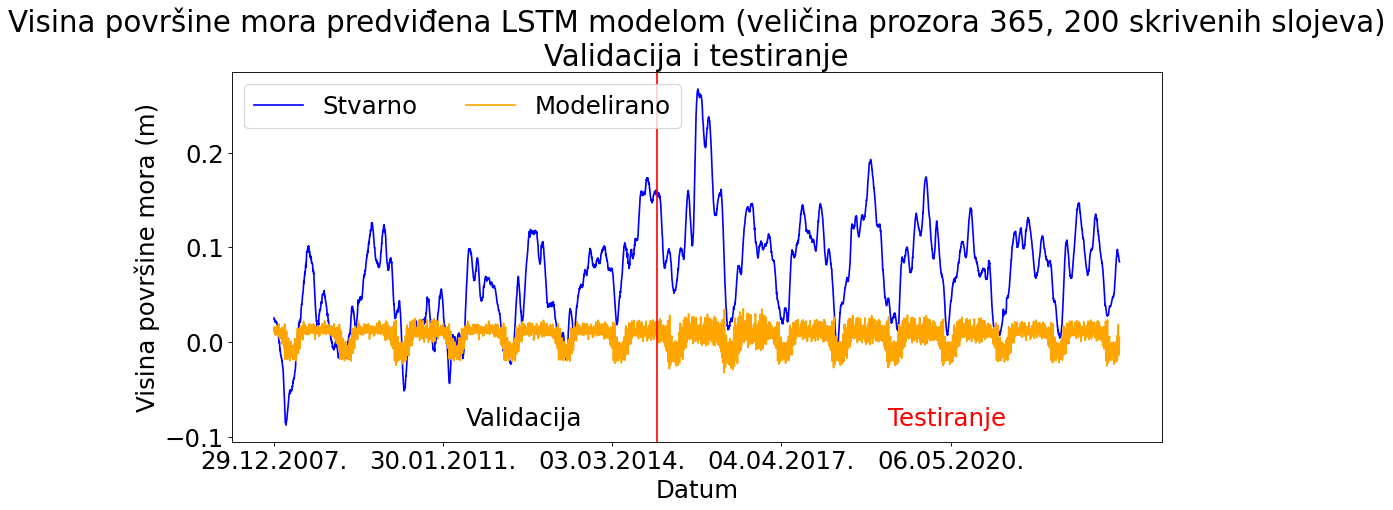 Visina površine mora predviđena LSTM modelom (veličina prozora 365, 200 skrivenih slojeva)
Validacija i testiranje
Stvarno Modelirano
Visina površine mora (m)
0.2
0.1
0.0
−0.1
Validacija Testiranje
29.12.2007. 30.01.2011. 03.03.2014. 04.04.2017. 06.05.2020.
Datum